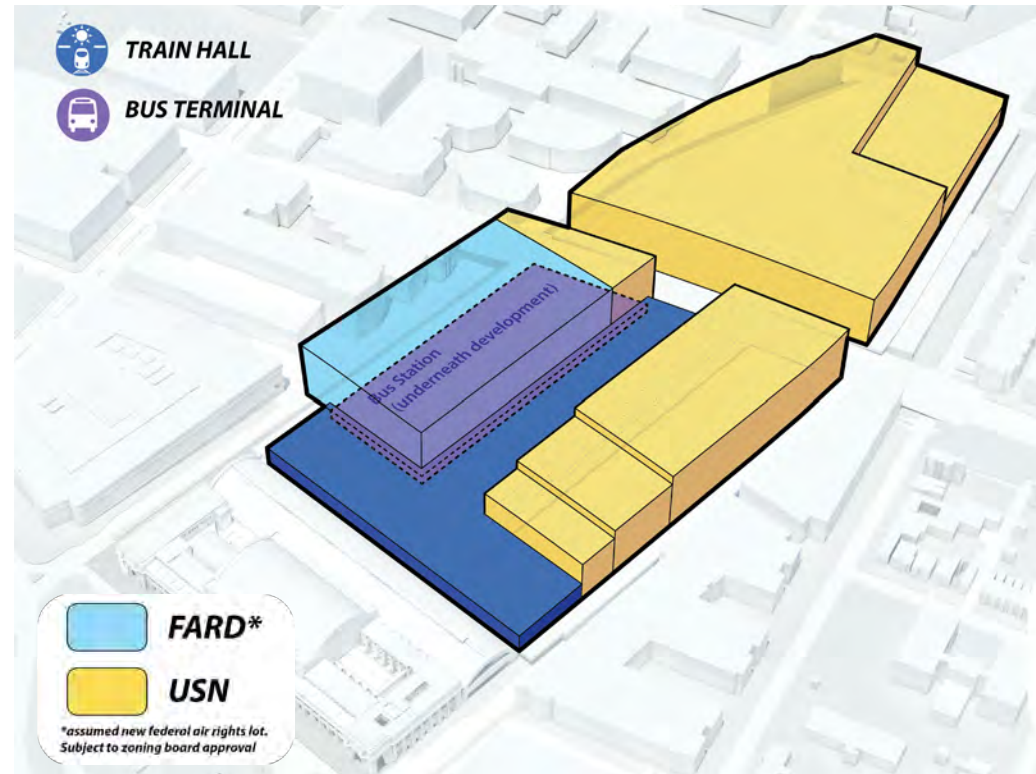 TRAIN HALL
BUS TERMINAL
Bus Station
(underneath development)
FARD*
USN
*assumed new federal air rights lot.
Subject to zoning board approval